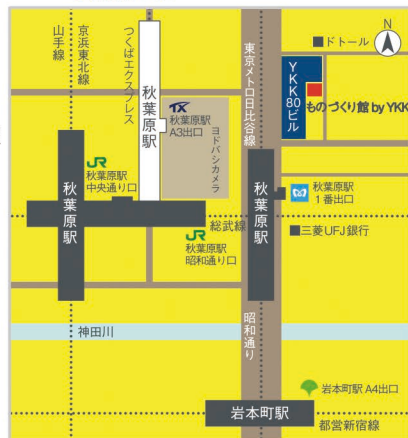 山手線
京浜東北線
つくばエクスプレス
秋葉原駅
東京メトロ日比谷線
N
■ドトール
YKK80ビル
ものづくり館 by YKK
TX
秋葉原駅
A3出口
ヨドバシカメラ
JR
秋葉原駅
中央通り口
秋葉原駅
秋葉原駅
秋葉原駅
1番出口
総武線
■三菱UFJ銀行
JR
秋葉原駅
昭和通り口
神田川
昭和通り
岩本町駅 A4出口
岩本町駅
都営新宿線